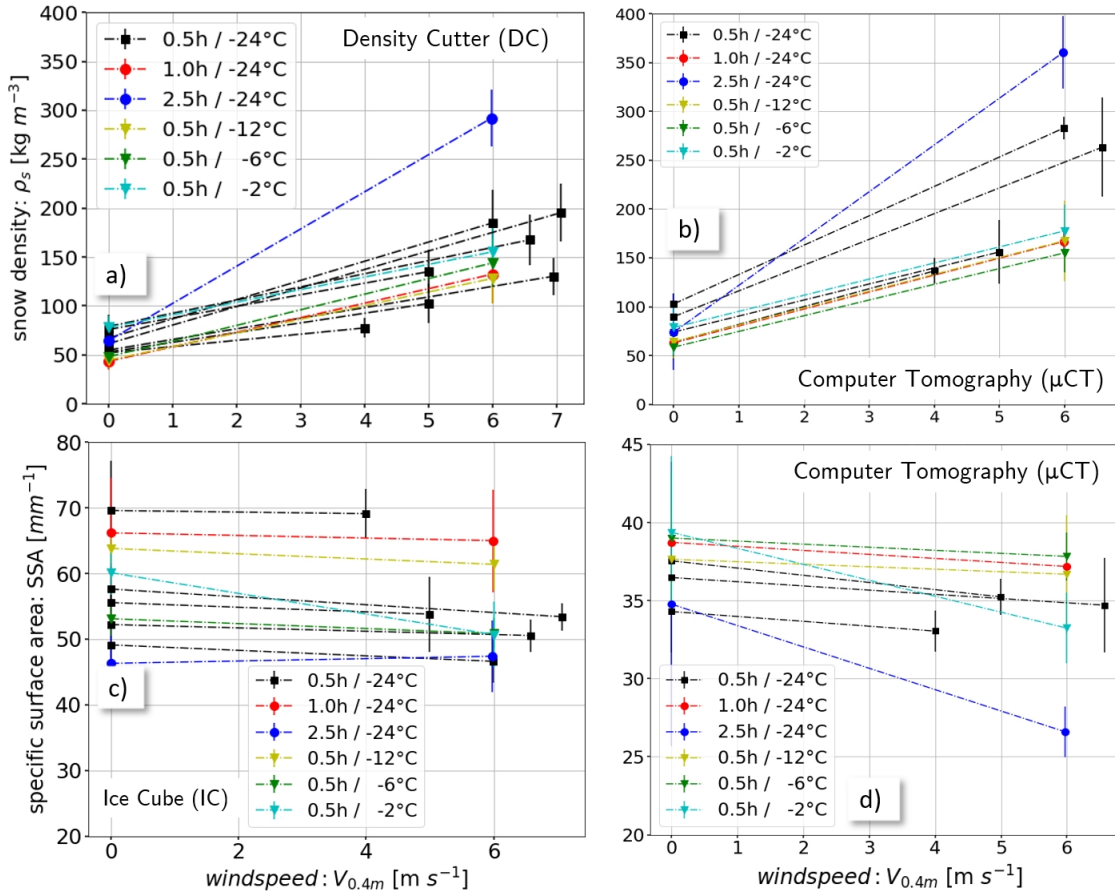 a)
Density Cutter (DC)
0.5h / -24°C
1.0h / -24°C
2.5h / -24°C
0.5h / -12°C
0.5h /   -6°C
0.5h /   -2°C
snow density: ρₛ [kg m⁻³]
400
350
300
250
200
150
100
50
0
0 1 2 3 4 5 6 7
b)
Computer Tomography (μCT)
0.5h / -24°C
1.0h / -24°C
2.5h / -24°C
0.5h / -12°C
0.5h /   -6°C
0.5h /   -2°C
400
350
300
250
200
150
100
50
0
0 1 2 3 4 5 6
c)
Ice Cube (IC)
0.5h / -24°C
1.0h / -24°C
2.5h / -24°C
0.5h / -12°C
0.5h /   -6°C
0.5h /   -2°C
specific surface area: SSA [mm⁻¹]
80
70
60
50
40
30
20
0 2 4 6
windspeed: V₀.₄ₘ [m s⁻¹]
Computer Tomography (μCT)
d)
0.5h / -24°C
1.0h / -24°C
2.5h / -24°C
0.5h / -12°C
0.5h /   -6°C
0.5h /   -2°C
45
40
35
30
25
20
0 1 2 3 4 5 6
windspeed: V₀.₄ₘ [m s⁻¹]